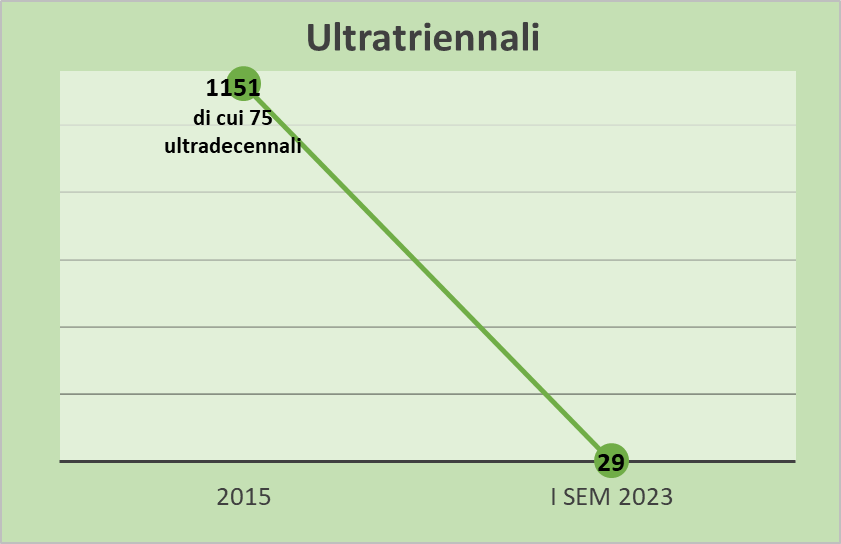 Ultratriennali
1151
di cui 75
ultradecennali
29
2015
I SEM 2023